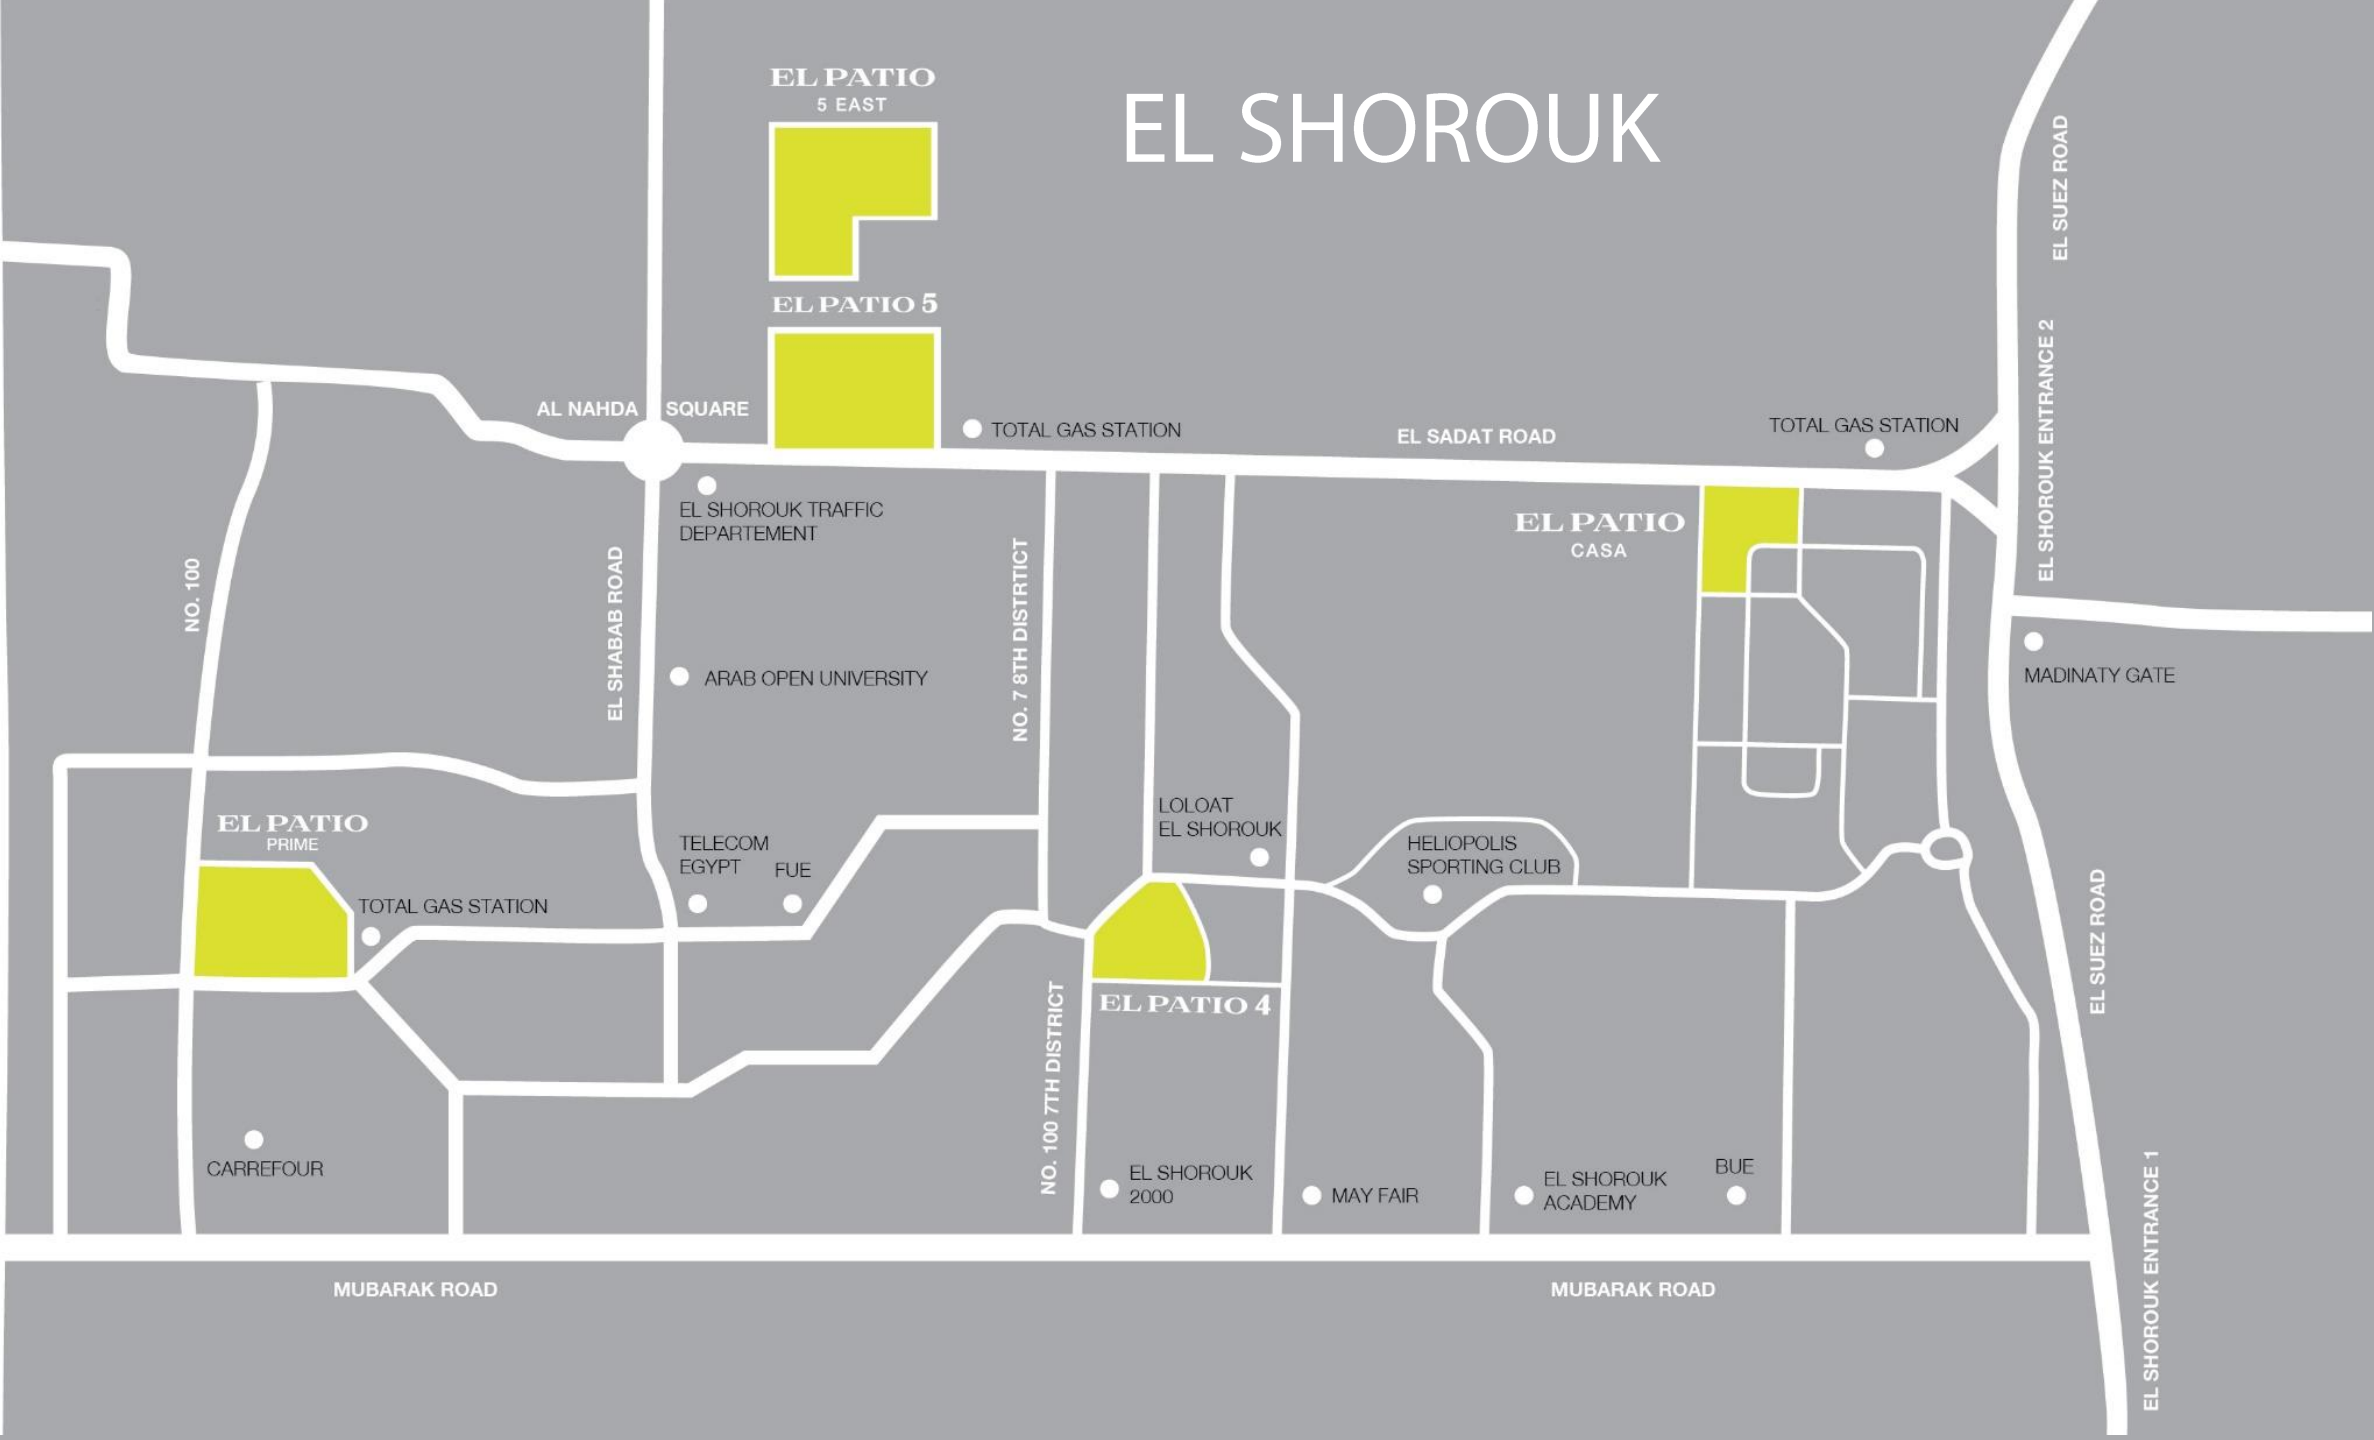 EL PATIO
5 EAST
EL SHOROUK
EL SUEZ ROAD
EL PATIO 5
EL SHOROUK ENTRANCE 2
AL NAHDA SQUARE
TOTAL GAS STATION
EL SADAT ROAD
TOTAL GAS STATION
EL SHOROUK TRAFFIC
DEPARTEMENT
EL PATIO
CASA
NO. 100
EL SHABAB ROAD
NO. 7 8TH DISTRTICT
ARAB OPEN UNIVERSITY
MADINATY GATE
EL PATIO
PRIME
TELECOM
EGYPT
FUE
LOLOAT
EL SHOROUK
HELIOPOLIS
SPORTING CLUB
TOTAL GAS STATION
EL SUEZ ROAD
EL PATIO 4
NO. 100 7TH DISTRICT
CARREFOUR
EL SHOROUK
2000
MAY FAIR
EL SHOROUK
ACADEMY
BUE
EL SHOROUK ENTRANCE 1
MUBARAK ROAD
MUBARAK ROAD